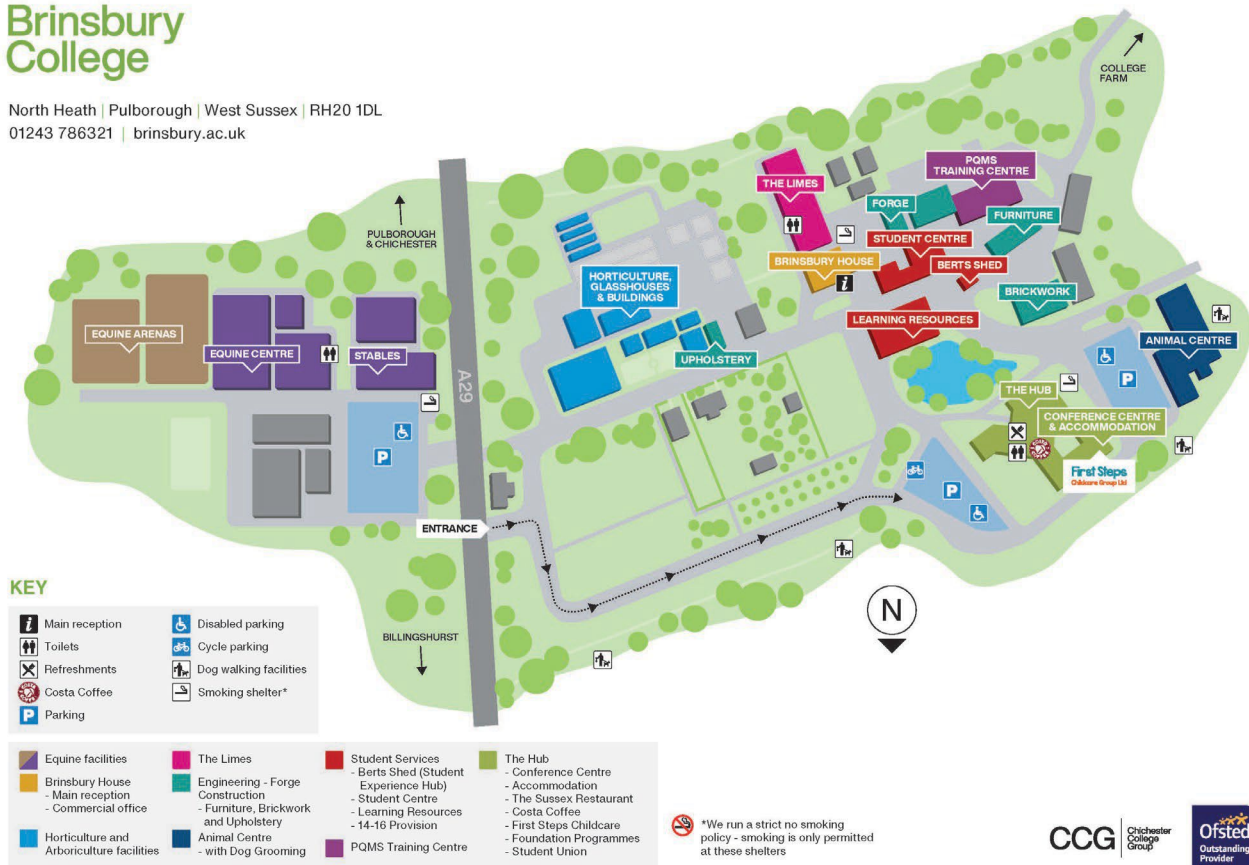 Brinsbury
College
North Heath | Pulborough | West Sussex | RH20 1DL
01243 786321 | brinsbury.ac.uk
COLLEGE
FARM
PULBOROUGH
& CHICHESTER
THE LIMES
PQMS
TRAINING CENTRE
FORGE
FURNITURE
STUDENT CENTRE
BRINSBURY HOUSE
i
BERTS SHED
HORTICULTURE,
GLASSHOUSES
& BUILDINGS
BRICKWORK
LEARNING RESOURCES
EQUINE ARENAS
EQUINE CENTRE
STABLES
UPHOLSTERY
ANIMAL CENTRE
A29
P
THE HUB
CONFERENCE CENTRE
& ACCOMMODATION
COSTA COFFEE
First Steps
Childcare Group Ltd
P
P
ENTRANCE
N
BILLINGSHURST
KEY
i Main reception
Toilets
Refreshments
COSTA COFFEE Costa Coffee
P Parking
Disabled parking
Cycle parking
Dog walking facilities
Smoking shelter*
Equine facilities
Brinsbury House
- Main reception
- Commercial office
Horticulture and
Arboriculture facilities
The Limes
Engineering - Forge
Construction
- Furniture, Brickwork
and Upholstery
Animal Centre
- with Dog Grooming
Student Services
- Berts Shed (Student
Experience Hub)
- Student Centre
- Learning Resources
- 14-16 Provision
PQMS Training Centre
The Hub
- Conference Centre
- Accommodation
- The Sussex Restaurant
- Costa Coffee
- First Steps Childcare
- Foundation Programmes
- Student Union
*We run a strict no smoking
policy - smoking is only permitted
at these shelters
CCG Chichester
College
Group
Ofsted
Outstanding
Provider